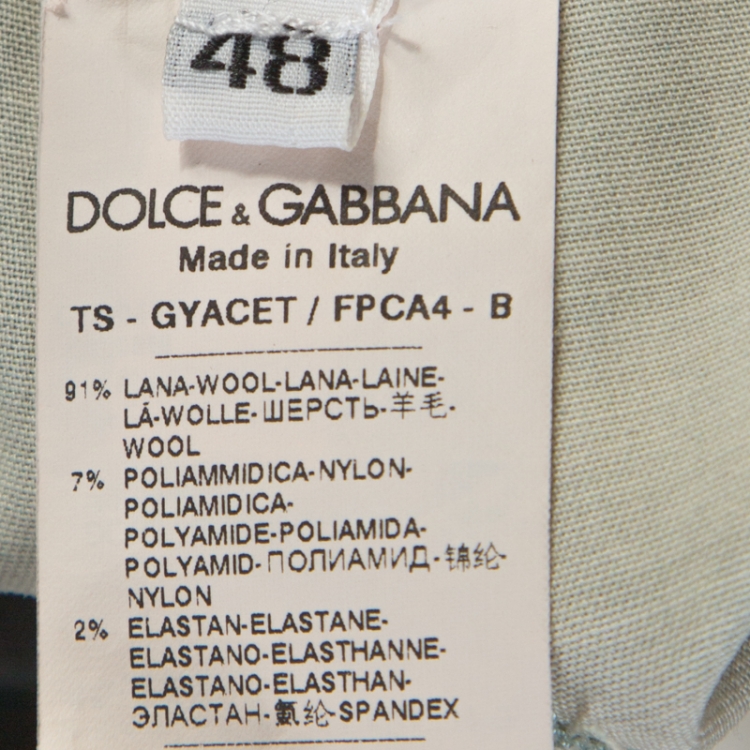 48
DOLCE & GABBANA
Made in Italy
TS - GYACET / FPCA4 - B
91% LANA-WOOL-LANA-LAINE-
LÃ-WOLLE-ШЕРСТЬ-羊毛-
WOOL
7% POLIAMMIDICA-NYLON-
POLIAMIDICA-
POLYAMIDE-POLIAMIDA-
POLYAMID-ПОЛИАМИД-锦纶-
NYLON
2% ELASTAN-ELASTANE-
ELASTANO-ELASTHANNE-
ELASTANO-ELASTHAN-
ЭЛАСТАН-氨纶-SPANDEX